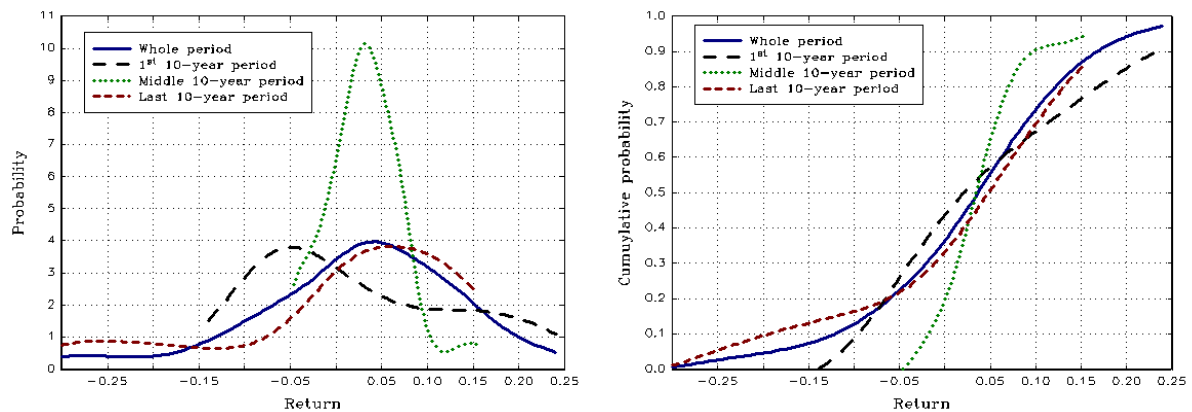 11
10
9
8
7
6
5
4
3
2
1
0
Probability
Whole period
1st 10-year period
Middle 10-year period
Last 10-year period
-0.25 -0.15 -0.05 0.05 0.10 0.15 0.20 0.25
Return
1.0
0.9
0.8
0.7
0.6
0.5
0.4
0.3
0.2
0.1
0.0
Cumuylative probability
Whole period
1st 10-year period
Middle 10-year period
Last 10-year period
-0.25 -0.15 -0.05 0.05 0.10 0.15 0.20 0.25
Return